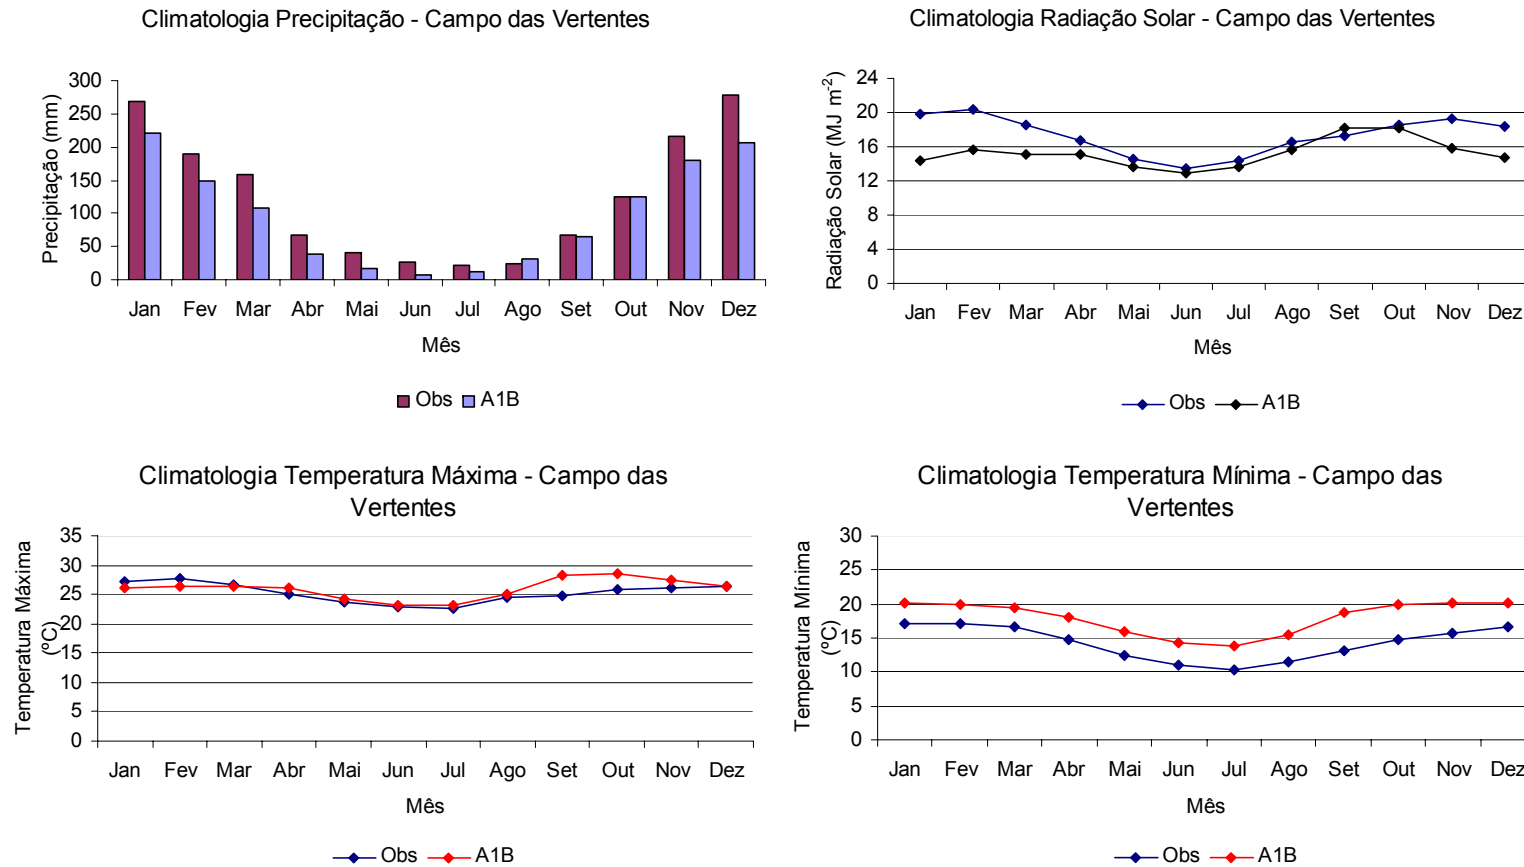 Climatologia Precipitação - Campo das Vertentes
Precipitação (mm)
300
250
200
150
100
50
0
Jan Fev Mar Abr Mai Jun Jul Ago Set Out Nov Dez
Mês
Obs A1B
Climatologia Radiação Solar - Campo das Vertentes
Radiação Solar (MJ m-2)
24
20
16
12
8
4
0
Jan Fev Mar Abr Mai Jun Jul Ago Set Out Nov Dez
Mês
Obs A1B
Climatologia Temperatura Máxima - Campo das
Vertentes
Temperatura Máxima
(ºC)
35
30
25
20
15
10
5
0
Jan Fev Mar Abr Mai Jun Jul Ago Set Out Nov Dez
Mês
Obs A1B
Climatologia Temperatura Mínima - Campo das
Vertentes
Temperatura Mínima
(ºC)
30
25
20
15
10
5
0
Jan Fev Mar Abr Mai Jun Jul Ago Set Out Nov Dez
Mês
Obs A1B